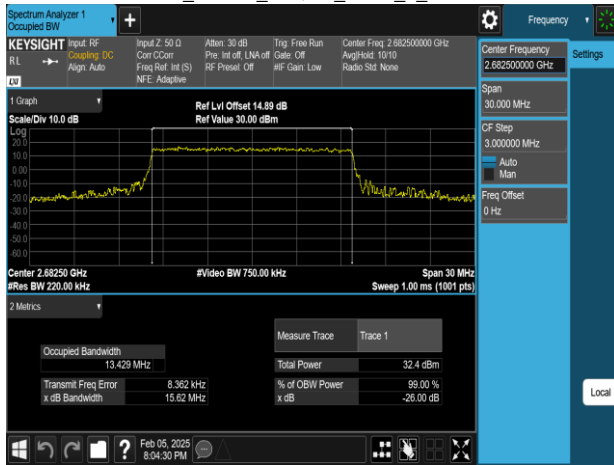 Spectrum Analyzer 1
Occupied BW
+
Frequency
KEYSIGHT
RL
LXI
Input: RF
Coupling: DC
Align: Auto
Input Z: 50 Ω
Corr CCorr
Freq Ref: Int (S)
NFE: Adaptive
Atten: 30 dB
Pre: Int off, LNA off
RF Preset: Off
Trig: Free Run
Gate: Off
#IF Gain: Low
Center Freq: 2.682500000 GHz
Avg|Hold: 10/10
Radio Std: None
Center Frequency
2.682500000 GHz
Settings
Span
30.000 MHz
CF Step
3.000000 MHz
Auto
Man
Freq Offset
0 Hz
Local
1 Graph
Scale/Div 10.0 dB
Ref Lvl Offset 14.89 dB
Ref Value 30.00 dBm
Log
20.0
10.0
0.00
-10.0
-20.0
-30.0
-40.0
-50.0
-60.0
Center 2.68250 GHz
#Video BW 750.00 kHz
Span 30 MHz
#Res BW 220.00 kHz
Sweep 1.00 ms (1001 pts)
2 Metrics
Measure Trace
Trace 1
Occupied Bandwidth
13.429 MHz
Total Power
32.4 dBm
Transmit Freq Error
8.362 kHz
% of OBW Power
99.00 %
x dB Bandwidth
15.62 MHz
x dB
-26.00 dB
?
Feb 05, 2025
8:04:30 PM